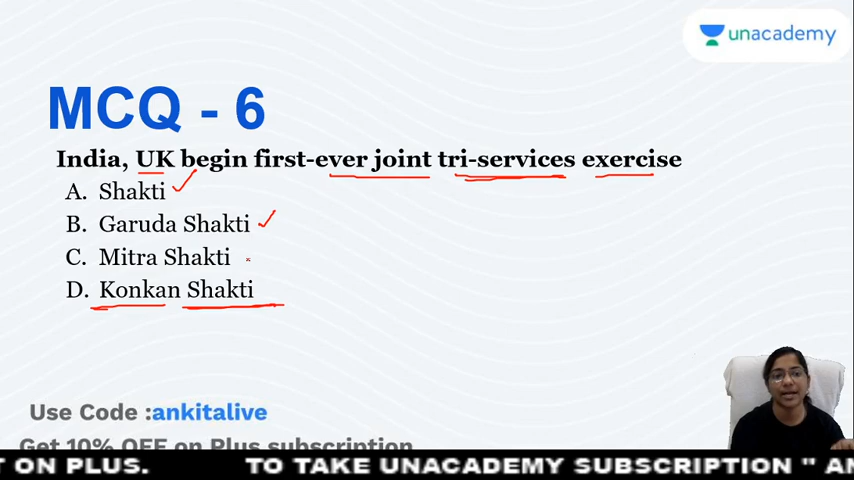 unacademy
MCQ - 6
India, UK begin first-ever joint tri-services exercise
A. Shakti
B. Garuda Shakti
C. Mitra Shakti
D. Konkan Shakti
Use Code :ankitalive
Get 10% OFF on Plus subscription
T ON PLUS. TO TAKE UNACADEMY SUBSCRIPTION " AN